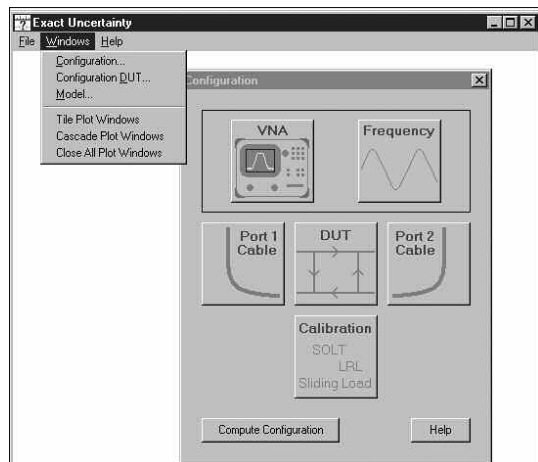 Exact Uncertainty
File Windows Help
Configuration...
Configuration DUT...
Model...
Tile Plot Windows
Cascade Plot Windows
Close All Plot Windows
Configuration
VNA
Frequency
Port 1
Cable
DUT
Port 2
Cable
Calibration
SOLT
LRL
Sliding Load
Compute Configuration
Help